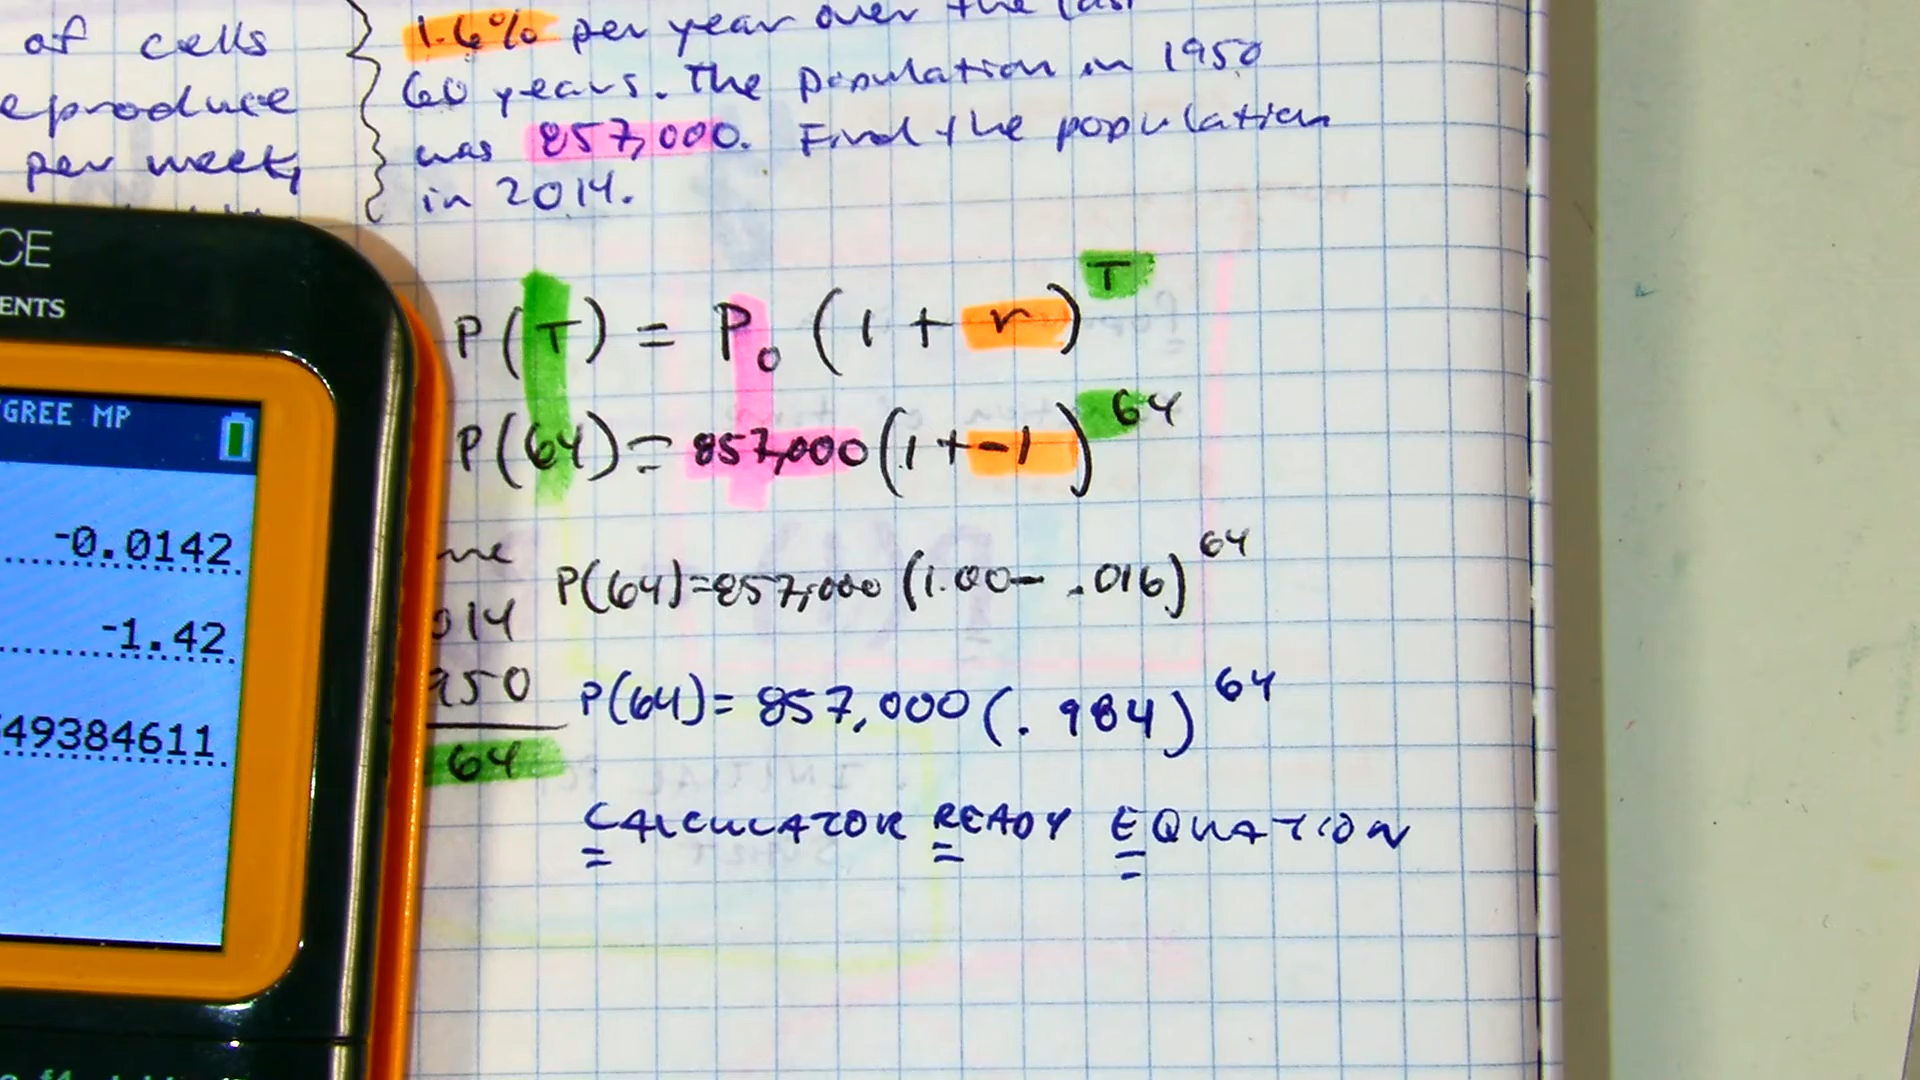 of cells
eproduce
per week,
1.6% per year over the last
60 years. The population in 1950
was 857,000. Find the population
in 2014.
P(T) = P₀ (1 + r)ᵀ
P(64) = 857,000 (1 + -1)⁶⁴
P(64)=857,000 (1.00- .016)⁶⁴
P(64)= 857,000 (.984)⁶⁴
CALCULATOR READY EQUATION
me
014
950
64
CE
ENTS
GREE MP
-0.0142
-1.42
49384611